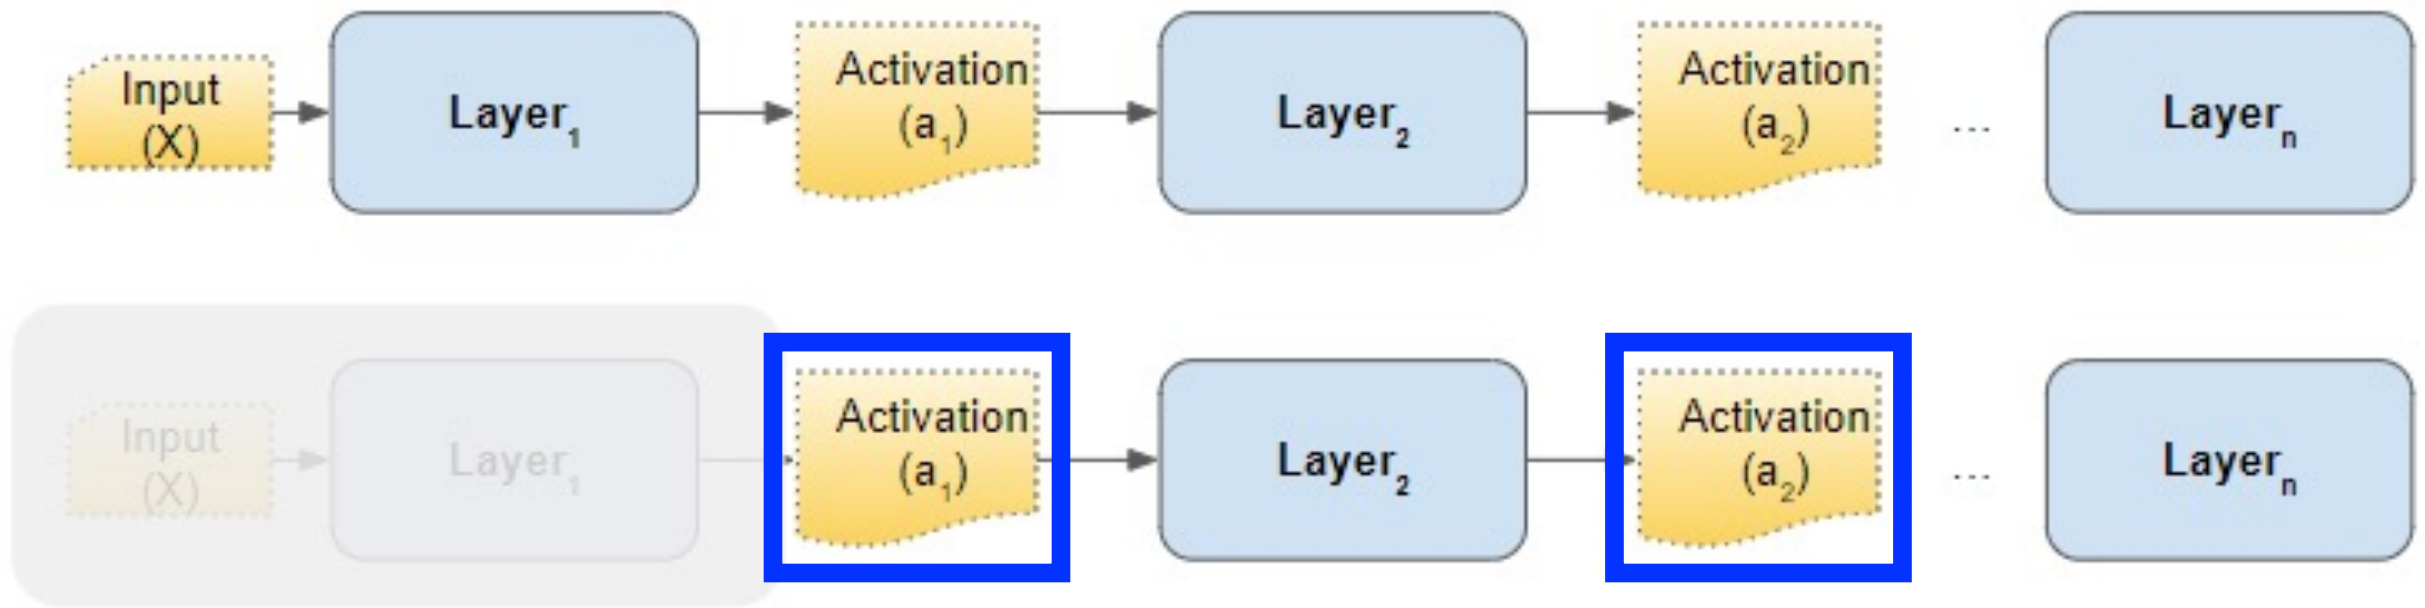 Input
(X)
Layer₁
Activation
(a₁)
Layer₂
Activation
(a₂)
...
Layerₙ
Input
(X)
Layer₁
Activation
(a₁)
Layer₂
Activation
(a₂)
...
Layerₙ